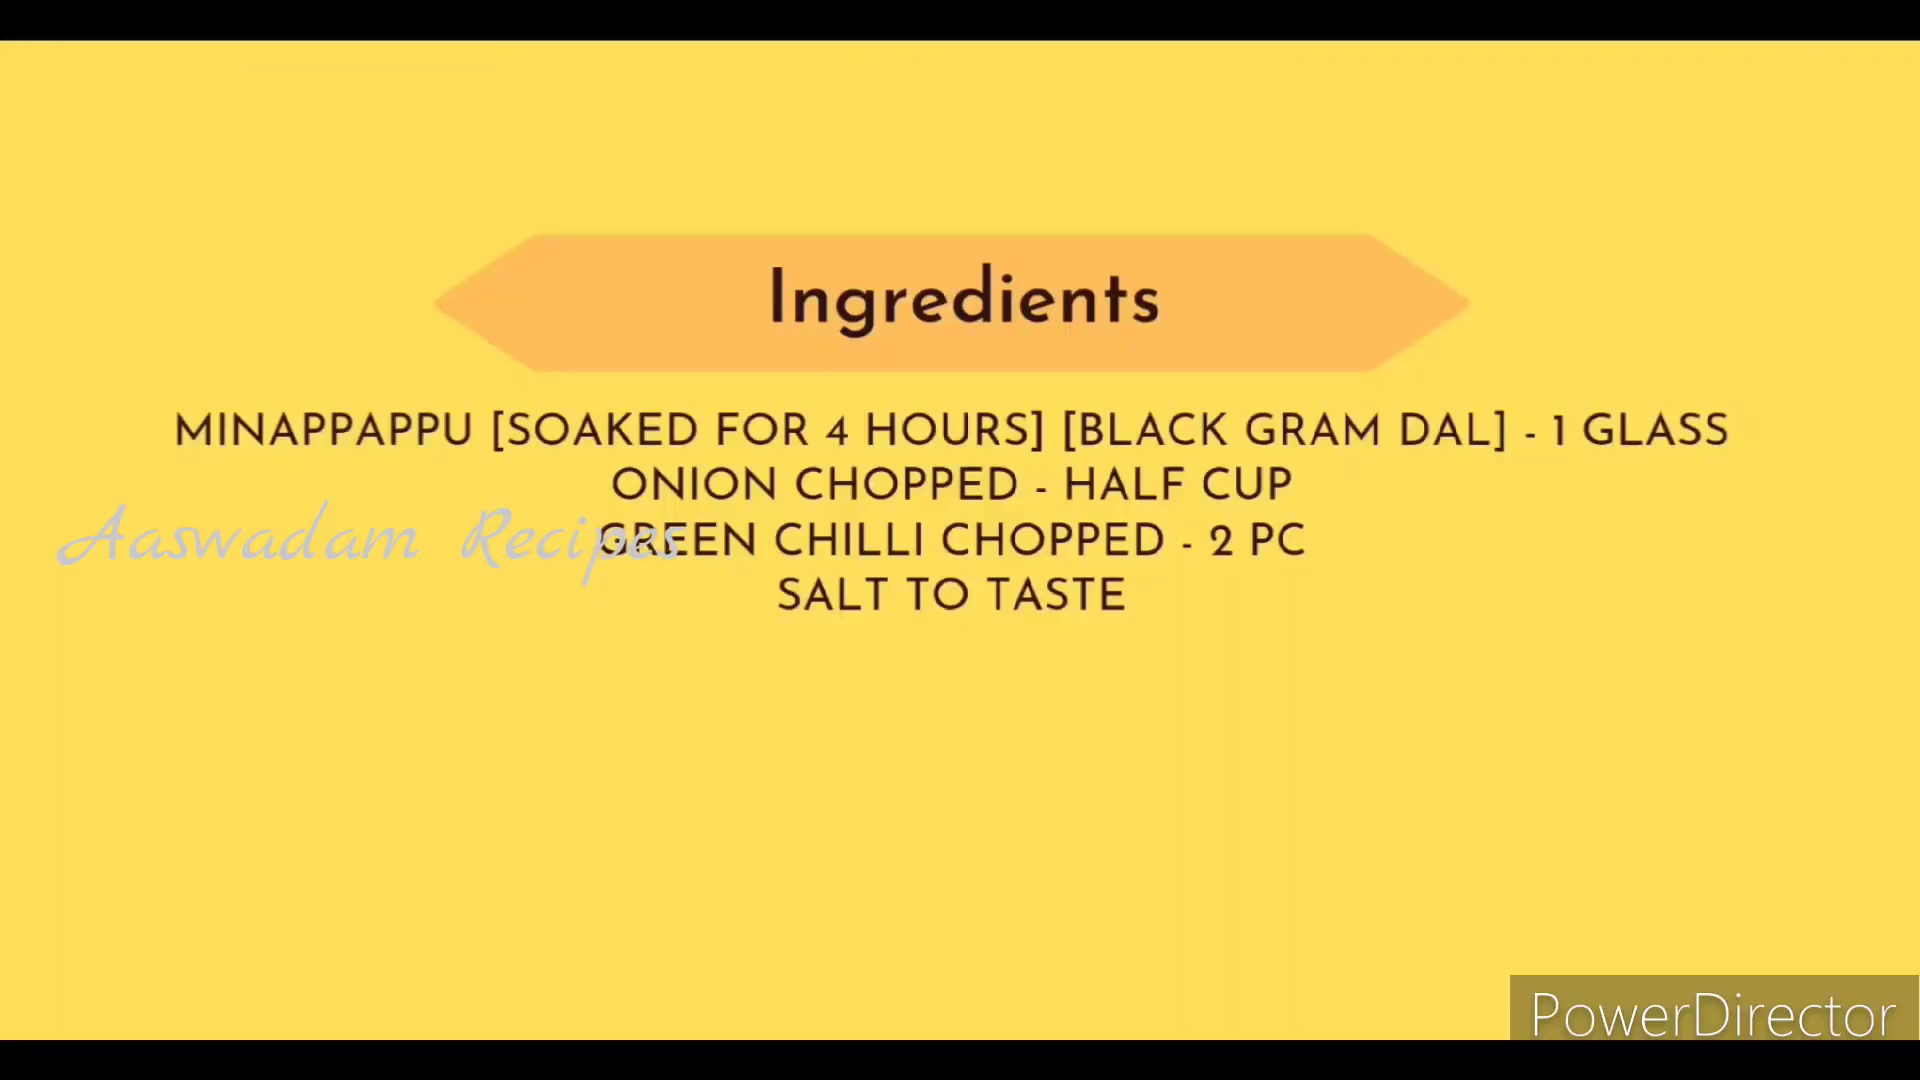 Ingredients
MINAPPAPPU [SOAKED FOR 4 HOURS] [BLACK GRAM DAL] - 1 GLASS
ONION CHOPPED - HALF CUP
Aaswadam Recipes
GREEN CHILLI CHOPPED - 2 PC
SALT TO TASTE
PowerDirector